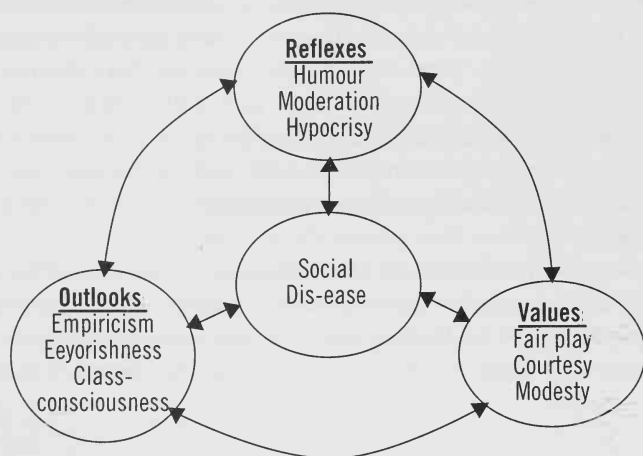 Reflexes
Humour
Moderation
Hypocrisy
Social
Dis-ease
Outlooks
Empiricism
Eeyorishness
Class-
consciousness
Values
Fair play
Courtesy
Modesty